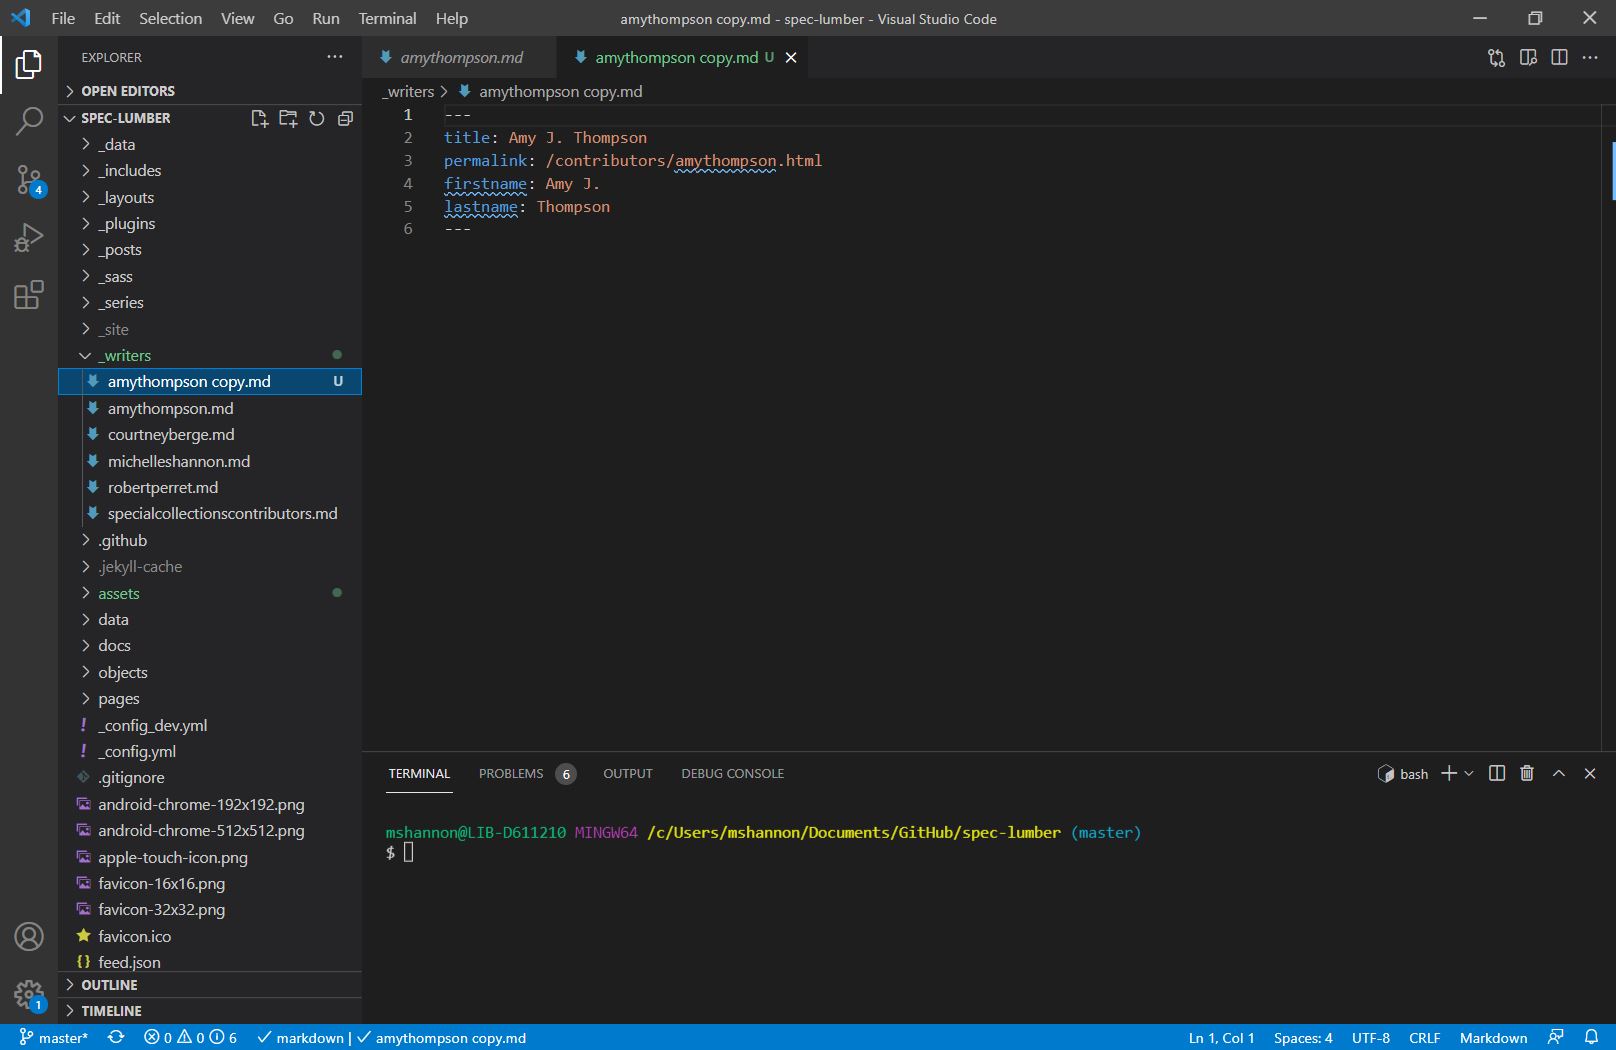 File Edit Selection View Go Run Terminal Help amythompson copy.md - spec-lumber - Visual Studio Code
EXPLORER
OPEN EDITORS
SPEC-LUMBER
_data
_includes
_layouts
_plugins
_posts
_sass
_series
_site
_writers
amythompson copy.md U
amythompson.md
courtneyberge.md
michelleshannon.md
robertperret.md
specialcollectionscontributors.md
.github
.jekyll-cache
assets
data
docs
objects
pages
! _config_dev.yml
! _config.yml
.gitignore
android-chrome-192x192.png
android-chrome-512x512.png
apple-touch-icon.png
favicon-16x16.png
favicon-32x32.png
favicon.ico
{} feed.json
OUTLINE
TIMELINE
4
1
amythompson.md amythompson copy.md U
_writers > amythompson copy.md
1 ---
2 title: Amy J. Thompson
3 permalink: /contributors/amythompson.html
4 firstname: Amy J.
5 lastname: Thompson
6 ---
TERMINAL PROBLEMS 6 OUTPUT DEBUG CONSOLE bash
mshannon@LIB-D611210 MINGW64 /c/Users/mshannon/Documents/GitHub/spec-lumber (master)
$
master* 0 0 6 markdown | amythompson copy.md Ln 1, Col 1 Spaces: 4 UTF-8 CRLF Markdown